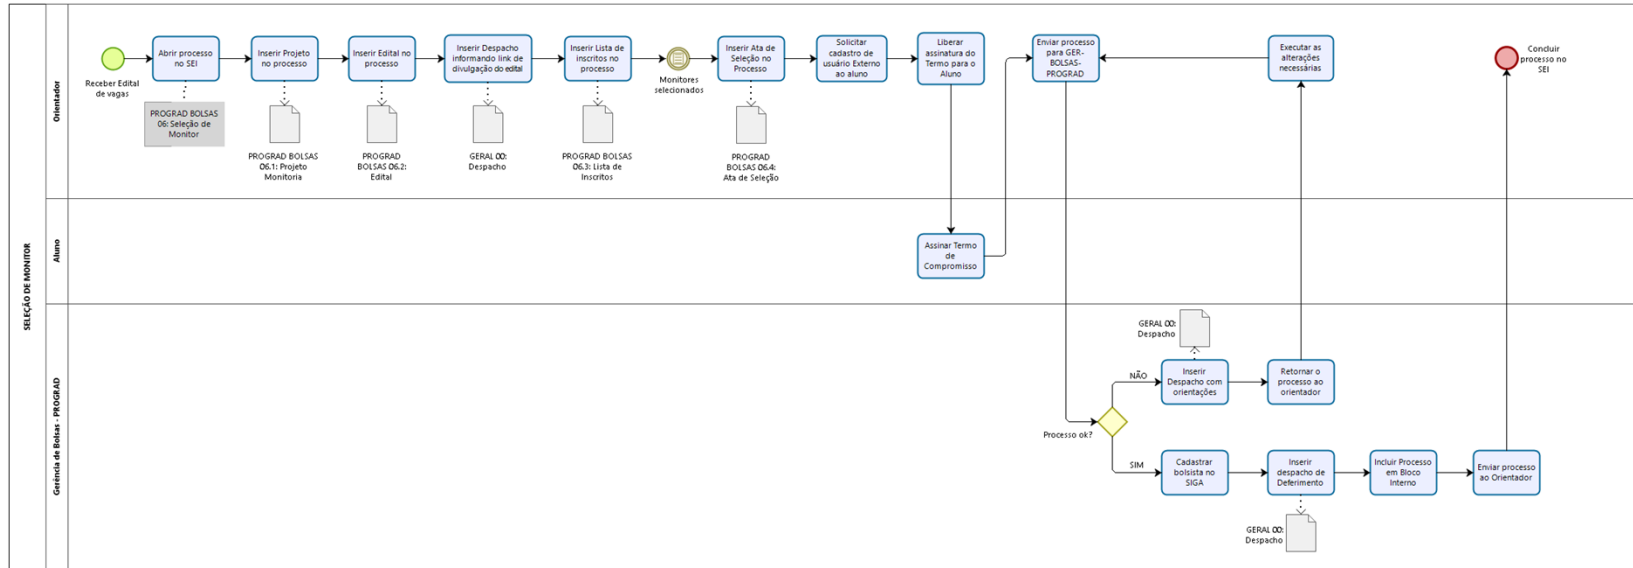 SELEÇÃO DE MONITOR
Orientador
Receber Edital
de vagas
Abrir processo
no SEI
PROGRAD BOLSAS
06: Seleção de
Monitor
Inserir Projeto
no processo
PROGRAD BOLSAS
06.1: Projeto
Monitoria
Inserir Edital no
processo
PROGRAD
BOLSAS 06.2:
Edital
Inserir Despacho
informando link de
divulgação do edital
GERAL 00:
Despacho
Inserir Lista de
inscritos no
processo
PROGRAD BOLSAS
06.3: Lista de
Inscritos
Monitores
selecionados
Inserir Ata de
Seleção no
Processo
PROGRAD
BOLSAS 06.4:
Ata de Seleção
Solicitar
cadastro de
usuário Externo
ao aluno
Liberar
assinatura do
Termo para o
Aluno
Enviar processo
para GER-
BOLSAS-
PROGRAD
Executar as
alterações
necessárias
Concluir
processo no
SEI
Aluno
Assinar Termo
de
Compromisso
Gerência de Bolsas - PROGRAD
Processo ok?
NÃO
GERAL 00:
Despacho
Inserir
Despacho com
orientações
Retornar o
processo ao
orientador
SIM
Cadastrar
bolsista no
SIGA
Inserir
despacho de
Deferimento
GERAL 00:
Despacho
Incluir Processo
em Bloco
Interno
Enviar processo
ao Orientador